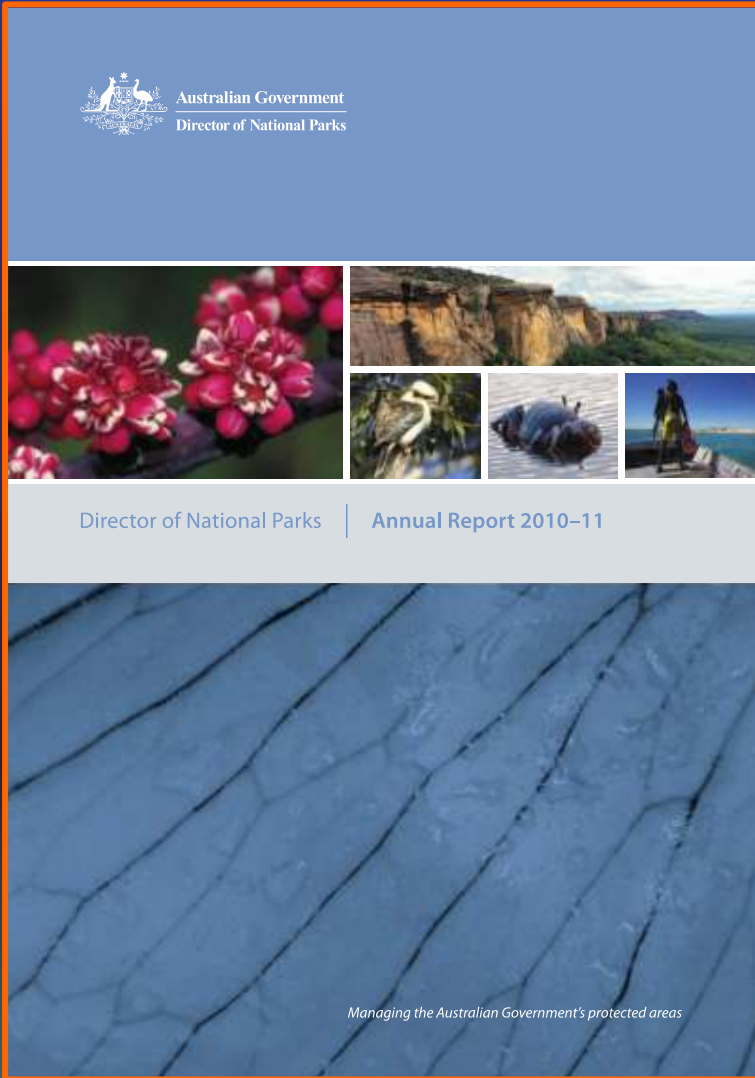 Australian Government
Director of National Parks
Director of National Parks
Annual Report 2010–11
Managing the Australian Government’s protected areas